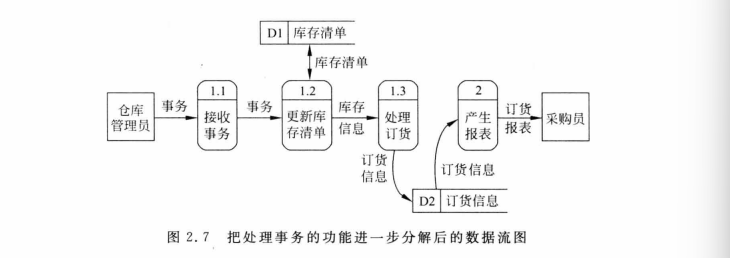 D1 库存清单
库存清单
仓库
管理员
事务
1.1
接收
事务
事务
1.2
更新库
存清单
库存
信息
1.3
处理
订货
2
产生
报表
订货
报表
采购员
订货
信息
订货信息
D2 订货信息
图 2.7 把处理事务的功能进一步分解后的数据流图